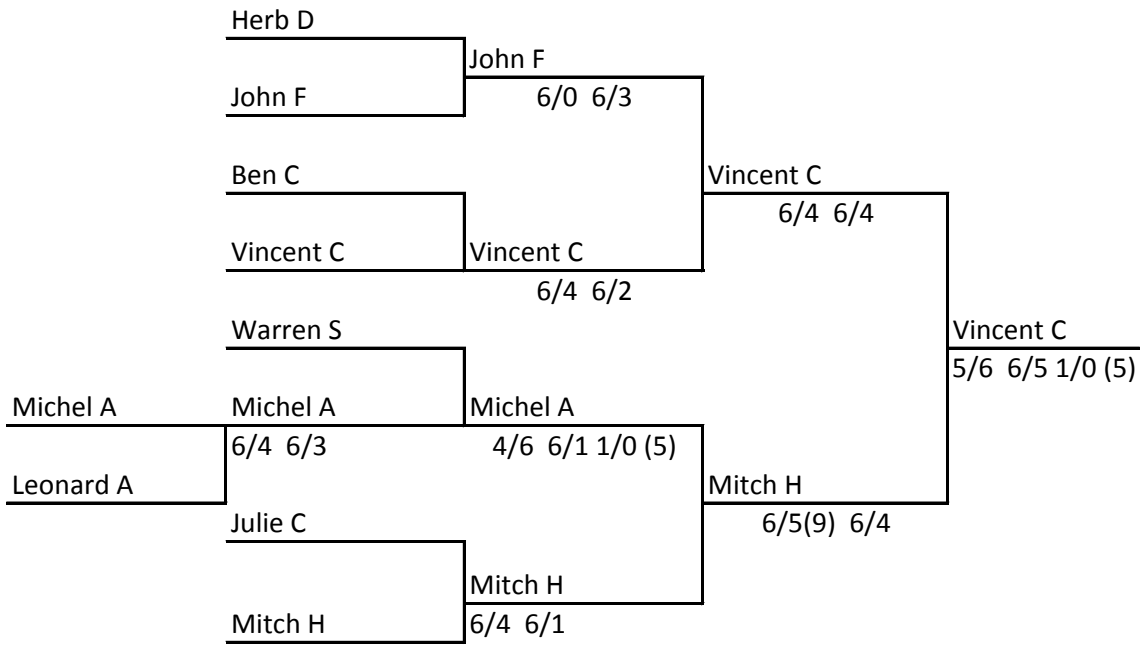 Herb D
John F
John F
6/0 6/3
Ben C
Vincent C
6/4 6/4
Vincent C
Vincent C
6/4 6/2
Warren S
Vincent C
5/6 6/5 1/0 (5)
Michel A
Michel A
Michel A
6/4 6/3
4/6 6/1 1/0 (5)
Leonard A
Mitch H
6/5(9) 6/4
Julie C
Mitch H
Mitch H
6/4 6/1